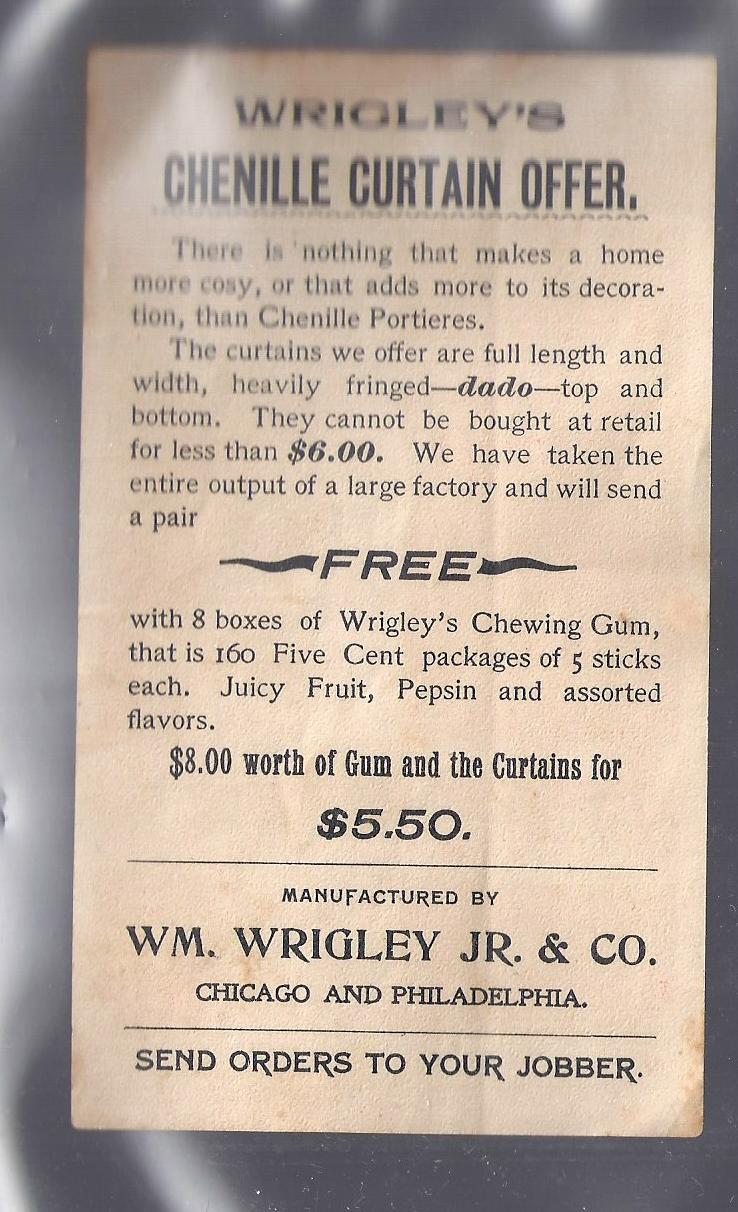 WRIGLEY'S
CHENILLE CURTAIN OFFER.
There is nothing that makes a home
more cosy, or that adds more to its decora-
tion, than Chenille Portieres.
The curtains we offer are full length and
width, heavily fringed—dado—top and
bottom. They cannot be bought at retail
for less than $6.00. We have taken the
entire output of a large factory and will send
a pair
FREE
with 8 boxes of Wrigley's Chewing Gum,
that is 160 Five Cent packages of 5 sticks
each. Juicy Fruit, Pepsin and assorted
flavors.
$8.00 worth of Gum and the Curtains for
$5.50.
MANUFACTURED BY
WM. WRIGLEY JR. & CO.
CHICAGO AND PHILADELPHIA.
SEND ORDERS TO YOUR JOBBER.